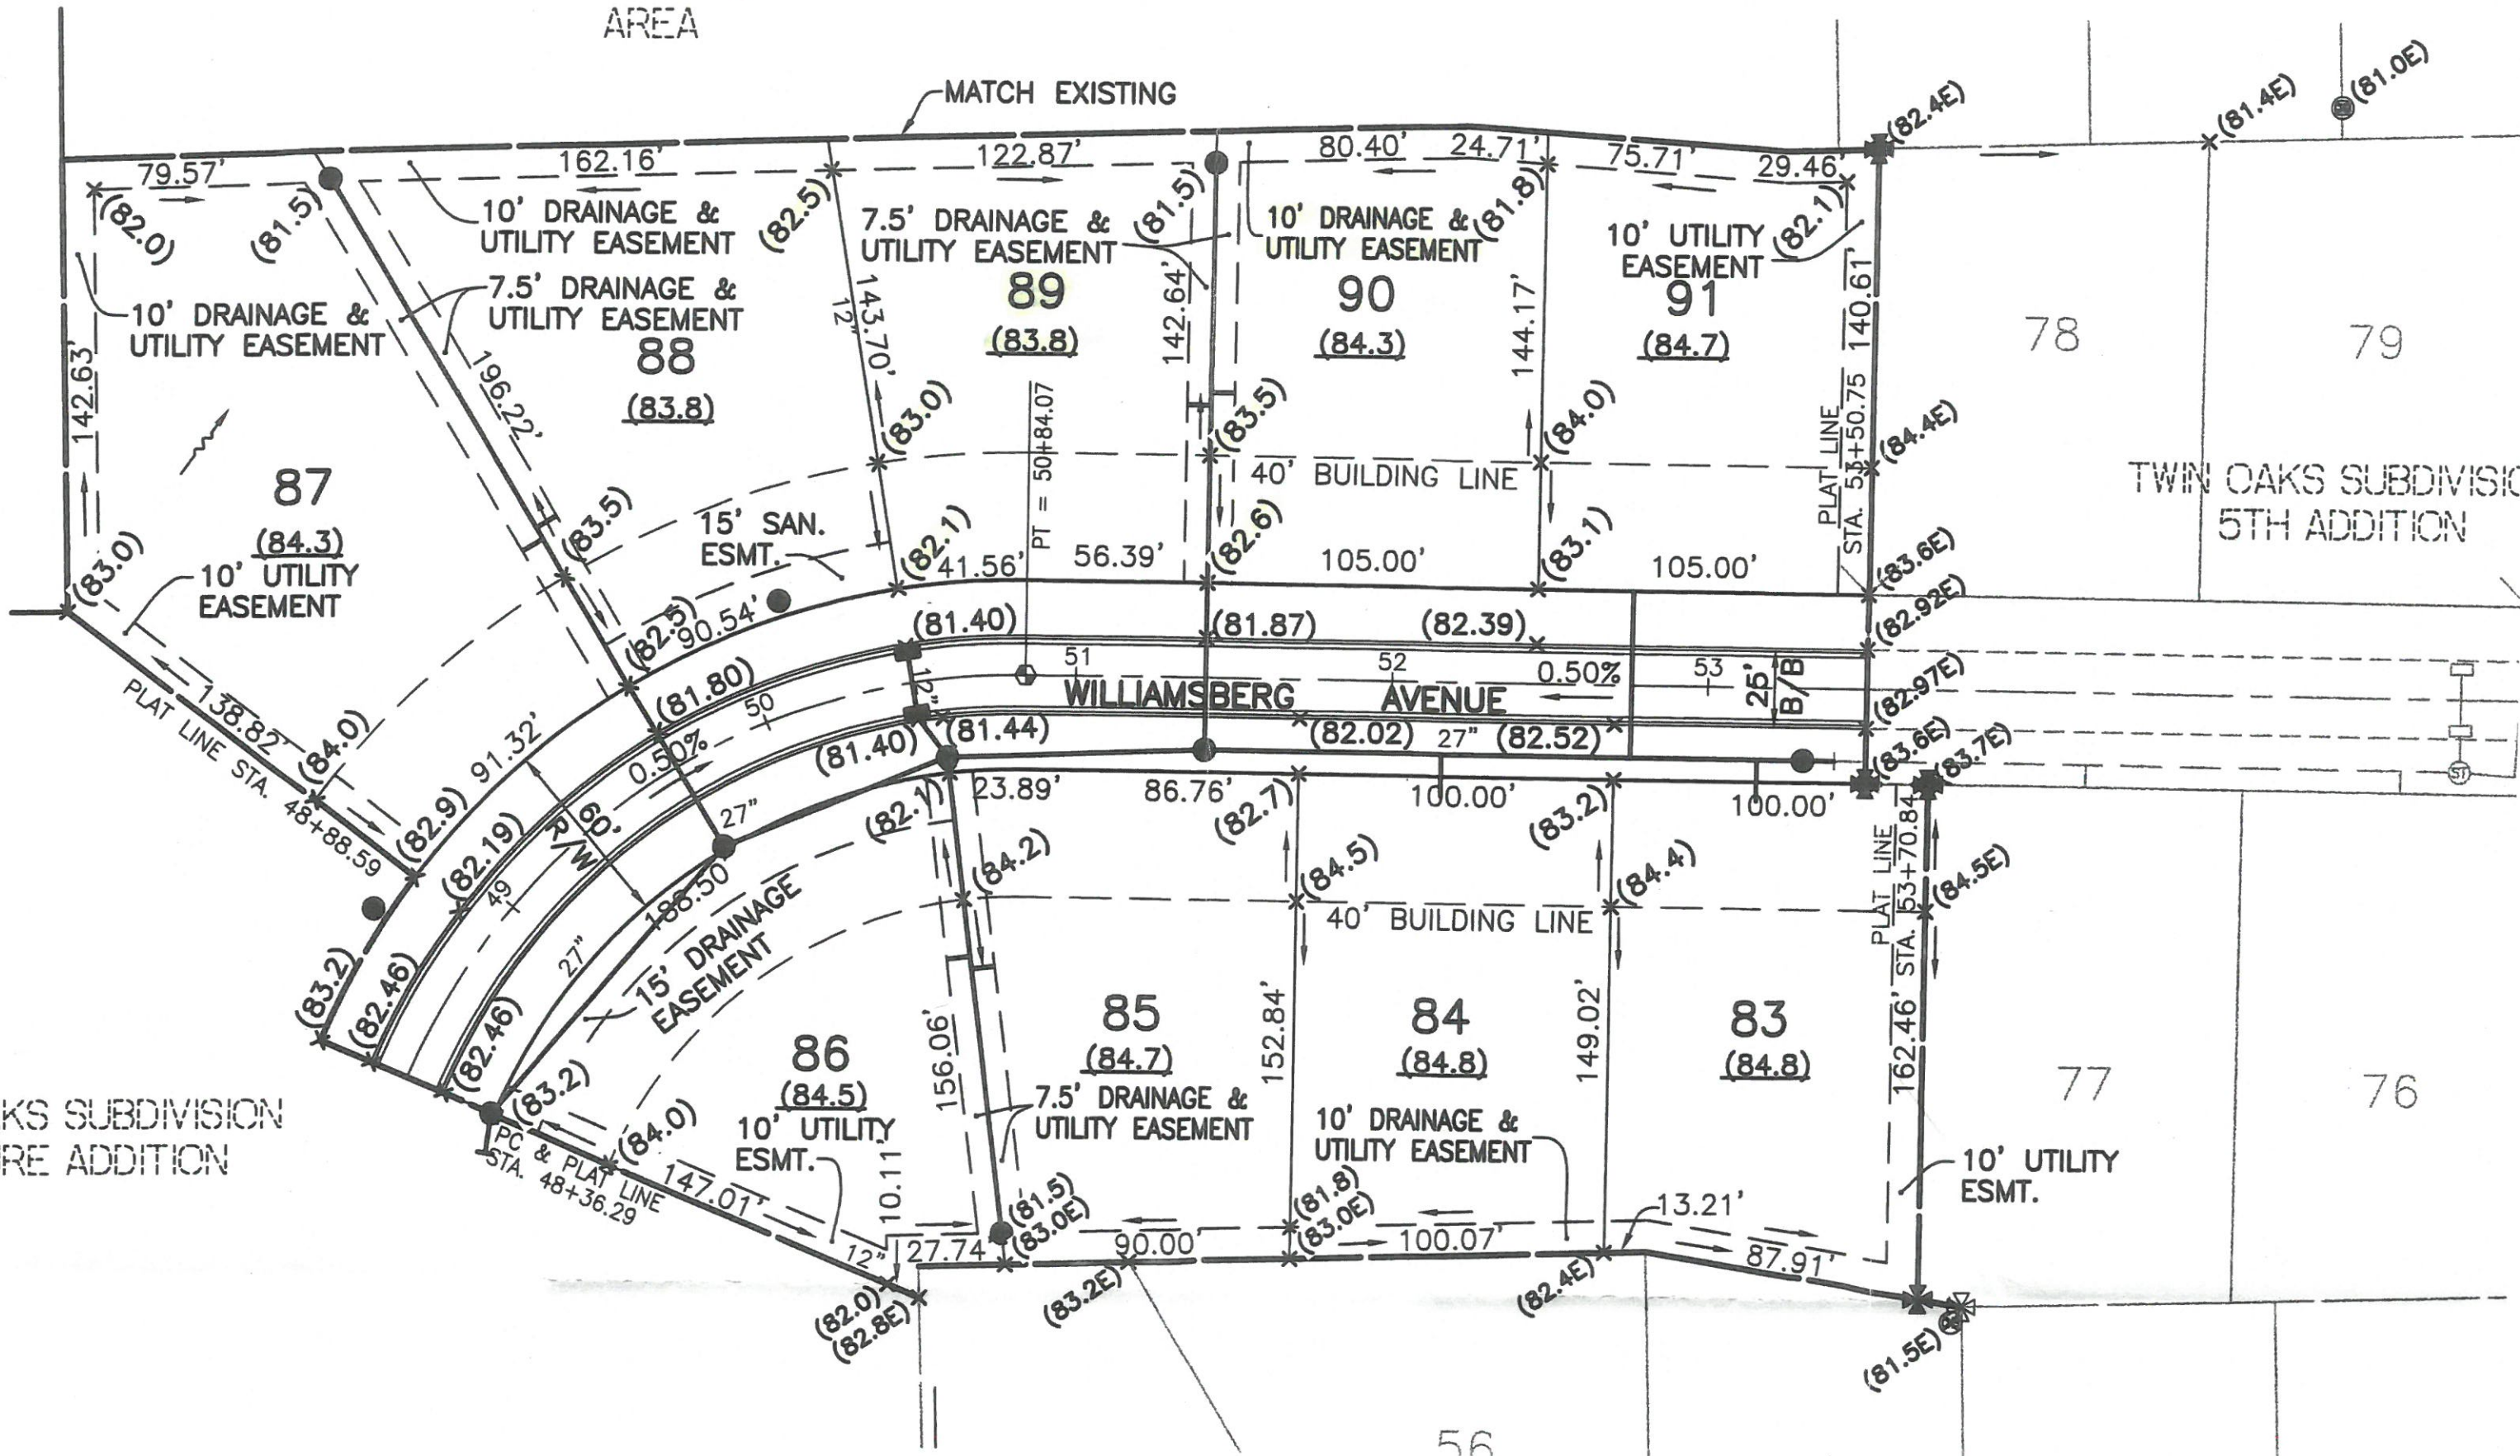 AREA
MATCH EXISTING
(82.4E)
(81.4E)
(81.0E)
79.57'
162.16'
122.87'
80.40'
24.71'
75.71'
29.46'
(82.0)
(81.5)
(82.5)
(81.5)
(81.8)
(82.1)
10' DRAINAGE &
UTILITY EASEMENT
7.5' DRAINAGE &
UTILITY EASEMENT
10' DRAINAGE &
UTILITY EASEMENT
10' UTILITY
EASEMENT
10' DRAINAGE &
UTILITY EASEMENT
7.5' DRAINAGE &
UTILITY EASEMENT
88
(83.8)
89
(83.8)
90
(84.3)
91
(84.7)
78
79
142.63'
196.22'
143.70'
12"
142.64'
144.17'
140.61'
PT = 50+84.07
PLAT LINE
STA. 53+50.75
(83.0)
(83.5)
(84.0)
(84.4E)
87
(84.3)
10' UTILITY
EASEMENT
(83.0)
(83.5)
40' BUILDING LINE
TWIN OAKS SUBDIVISIO
5TH ADDITION
15' SAN.
ESMT.
(82.1)
(82.6)
(83.1)
(83.6E)
(82.92E)
41.56'
56.39'
105.00'
105.00'
(82.5)
90.54'
(81.40)
(81.87)
(82.39)
51
52
0.50%
53
25'
B/B
(82.97E)
WILLIAMSBERG AVENUE
(81.80)
50
12"
138.82'
PLAT LINE STA. 48+88.59
(84.0)
91.32'
0.50%
(81.40)
(81.44)
(82.02)
27"
(82.52)
(83.6E)
(83.7E)
(82.9)
(82.19)
60'
R/W
27"
(82.1)
23.89'
86.76'
(82.7)
100.00'
(83.2)
100.00'
49
188.50
(84.2)
(84.5)
(84.4)
(84.5E)
PLAT LINE
STA. 53+70.84
40' BUILDING LINE
(83.2)
(82.46)
(82.46)
27"
15' DRAINAGE
EASEMENT
86
(84.5)
85
(84.7)
84
(84.8)
83
(84.8)
77
76
156.06'
152.84'
149.02'
162.46'
(83.2)
KS SUBDIVISION
RE ADDITION
PC & PLAT LINE
STA. 48+36.29
(84.0)
147.01'
10' UTILITY
ESMT.
10.11'
7.5' DRAINAGE &
UTILITY EASEMENT
10' DRAINAGE &
UTILITY EASEMENT
10' UTILITY
ESMT.
(81.5)
(83.0E)
(81.8)
(83.0E)
13.21'
12"
27.74
90.00'
100.07'
87.91'
(82.0)
(82.8E)
(83.2E)
(82.4E)
(81.5E)
56